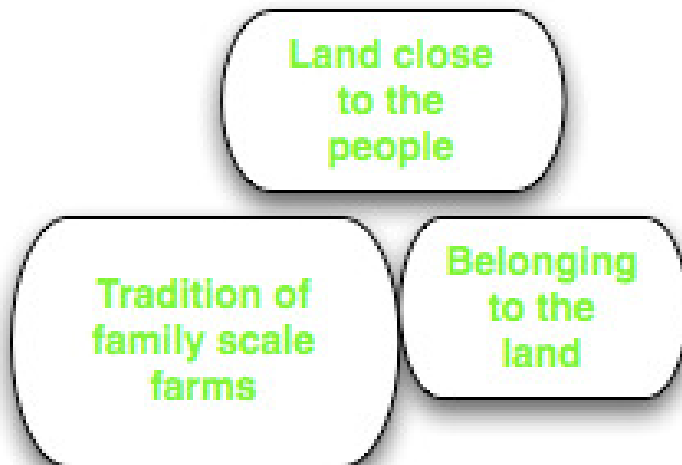 Land close
to the
people
Tradition of
family scale
farms
Belonging
to the
land